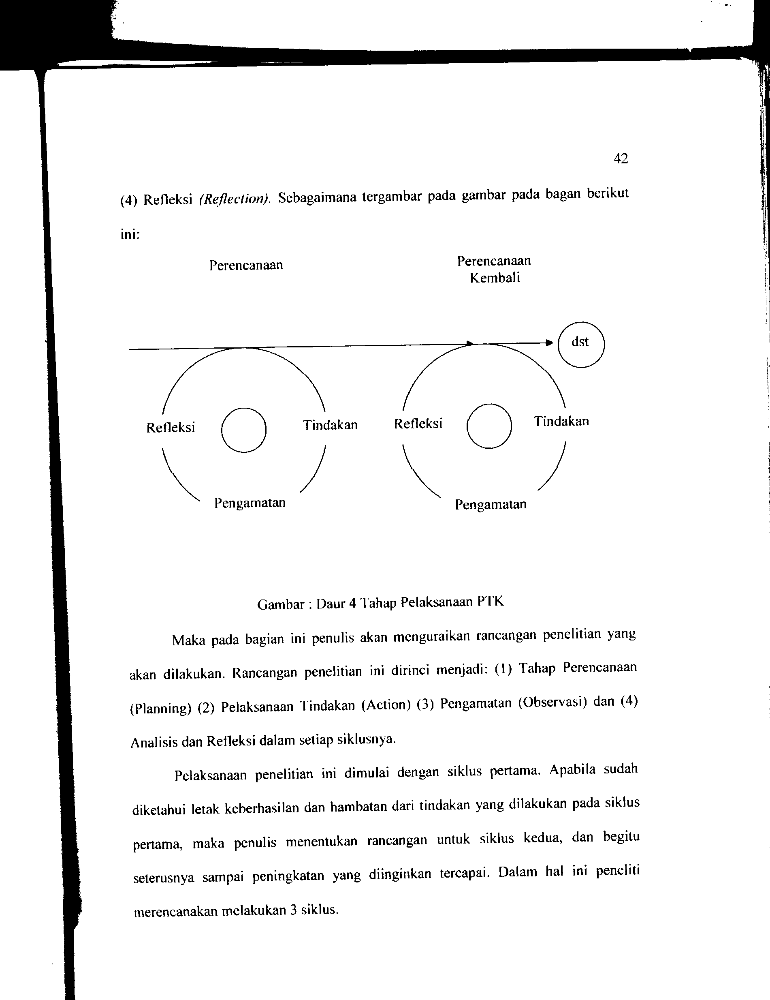 42
(4) Refleksi (Reflection). Sebagaimana tergambar pada gambar pada bagan berikut
ini:
Perencanaan
Perencanaan
Kembali
dst
Refleksi
Tindakan
Refleksi
Tindakan
Pengamatan
Pengamatan
Gambar : Daur 4 Tahap Pelaksanaan PTK
Maka pada bagian ini penulis akan menguraikan rancangan penelitian yang
akan dilakukan. Rancangan penelitian ini dirinci menjadi: (1) Tahap Perencanaan
(Planning) (2) Pelaksanaan Tindakan (Action) (3) Pengamatan (Observasi) dan (4)
Analisis dan Refleksi dalam setiap siklusnya.
Pelaksanaan penelitian ini dimulai dengan siklus pertama. Apabila sudah
diketahui letak keberhasilan dan hambatan dari tindakan yang dilakukan pada siklus
pertama, maka penulis menentukan rancangan untuk siklus kedua, dan begitu
seterusnya sampai peningkatan yang diinginkan tercapai. Dalam hal ini peneliti
merencanakan melakukan 3 siklus.